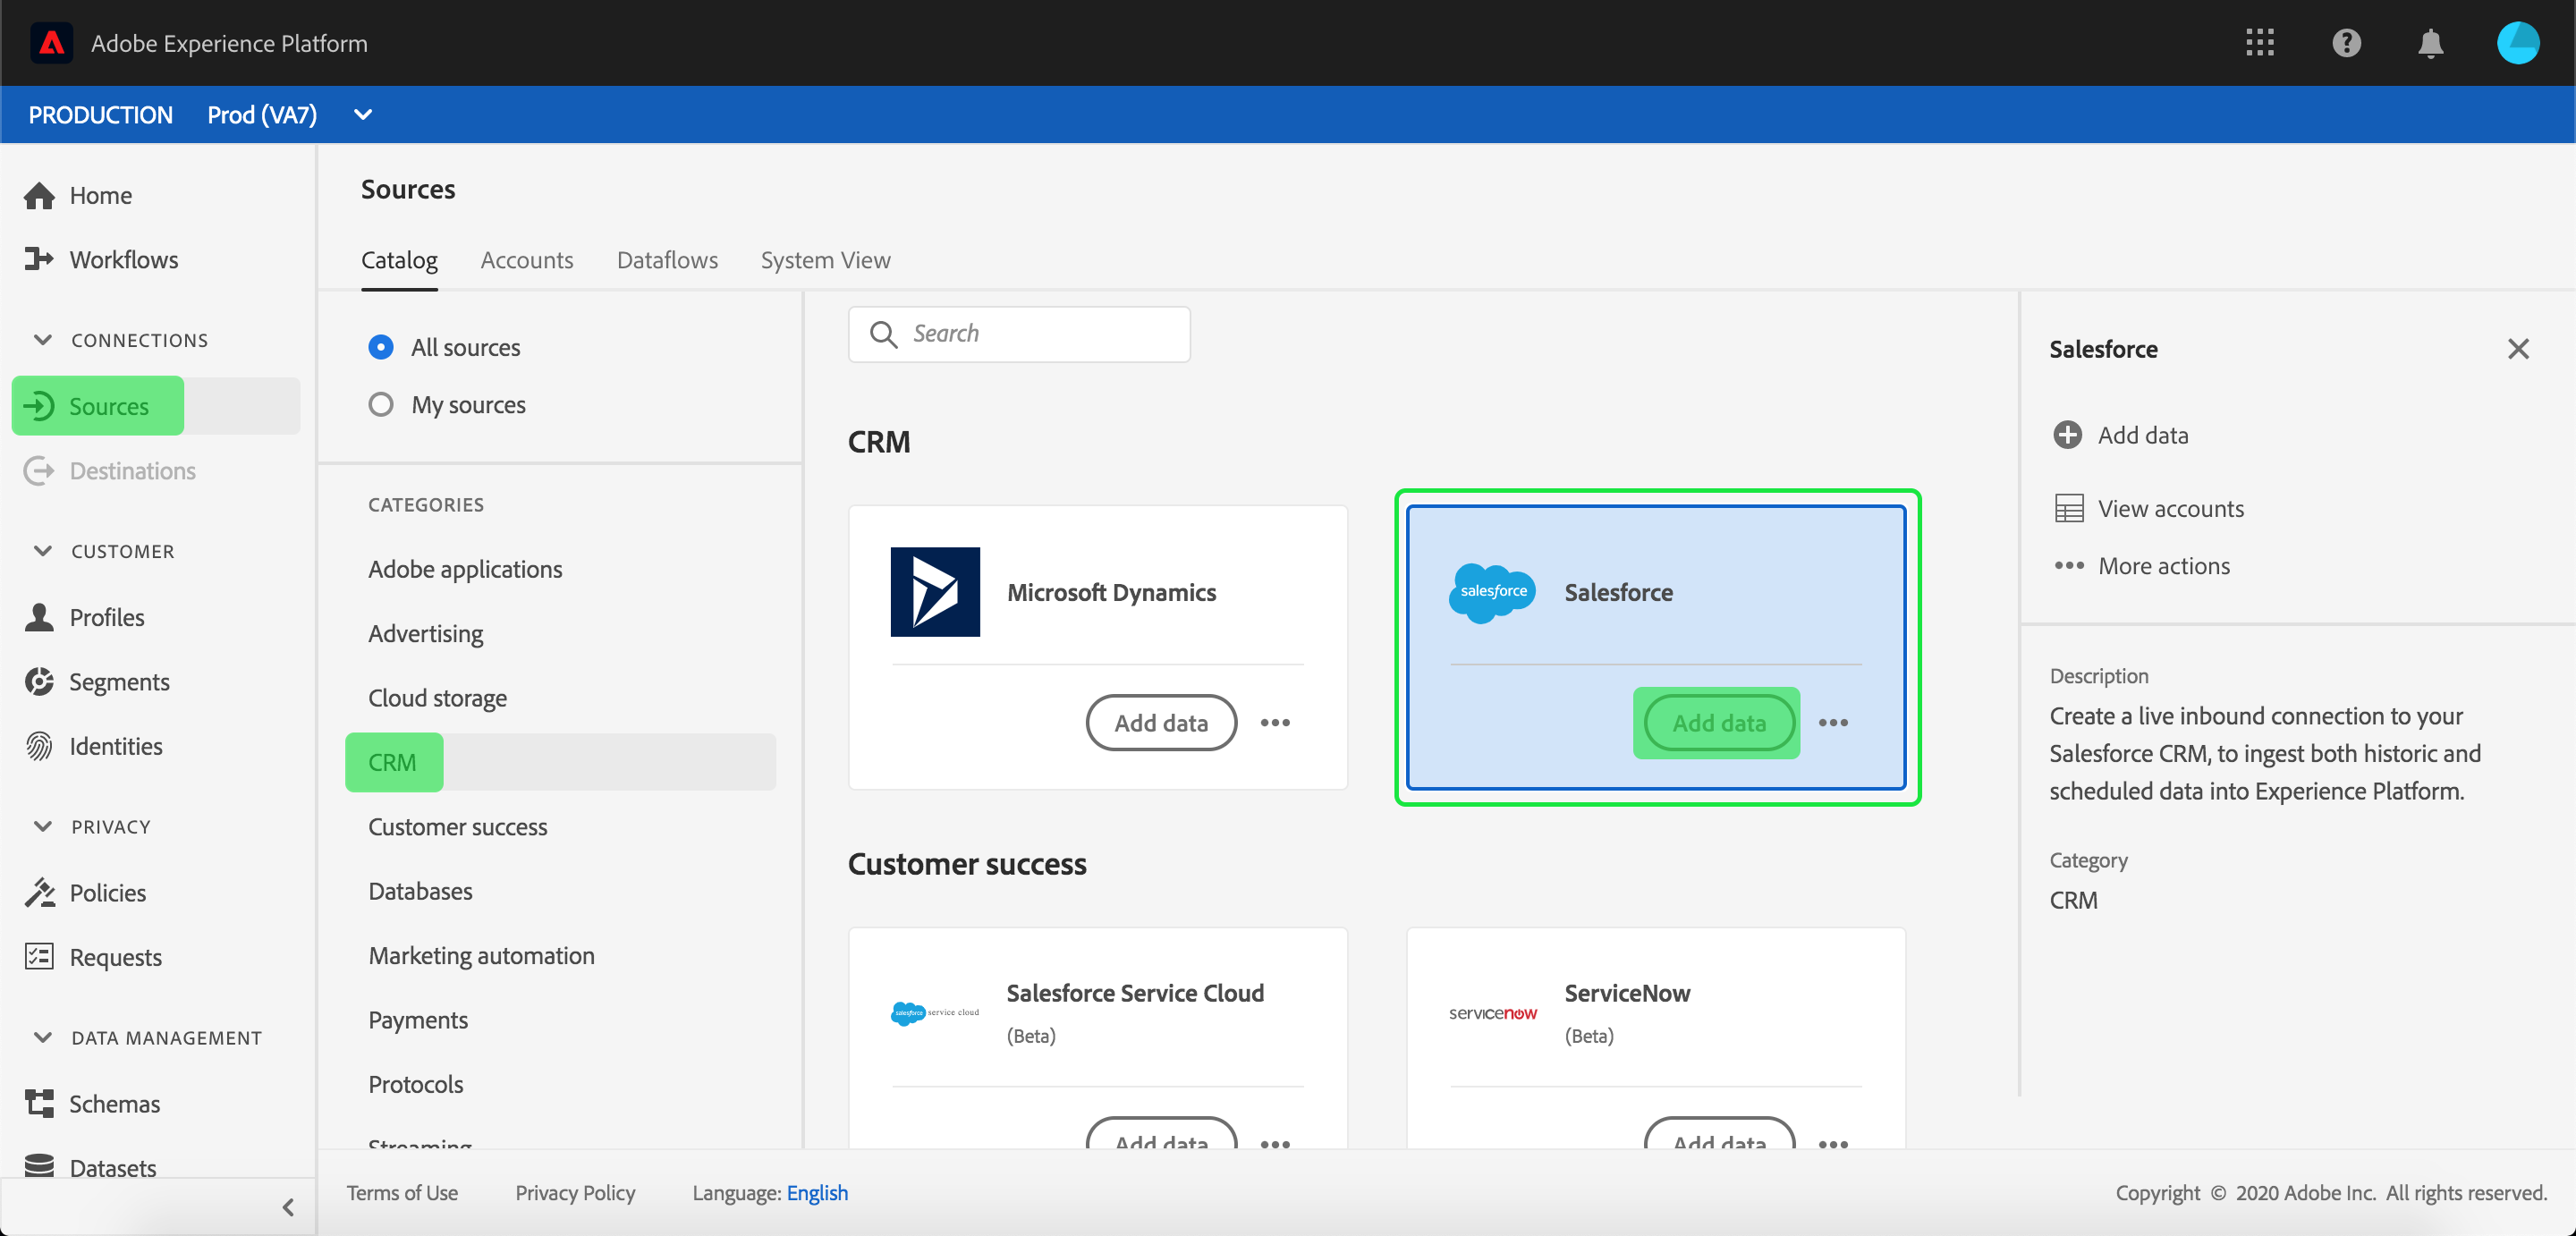 Adobe Experience Platform
PRODUCTION Prod (VA7)
Home
Workflows
CONNECTIONS
Sources
Destinations
CUSTOMER
Profiles
Segments
Identities
PRIVACY
Policies
Requests
DATA MANAGEMENT
Schemas
Datasets
Sources
Catalog Accounts Dataflows System View
All sources
My sources
CATEGORIES
Adobe applications
Advertising
Cloud storage
CRM
Customer success
Databases
Marketing automation
Payments
Protocols
Streaming
Search
CRM
Microsoft Dynamics
Add data
salesforce
Salesforce
Add data
Customer success
salesforce service cloud
Salesforce Service Cloud
(Beta)
Add data
servicenow
ServiceNow
(Beta)
Add data
Salesforce
Add data
View accounts
More actions
Description
Create a live inbound connection to your
Salesforce CRM, to ingest both historic and
scheduled data into Experience Platform.
Category
CRM
Terms of Use Privacy Policy Language: English
Copyright © 2020 Adobe Inc. All rights reserved.